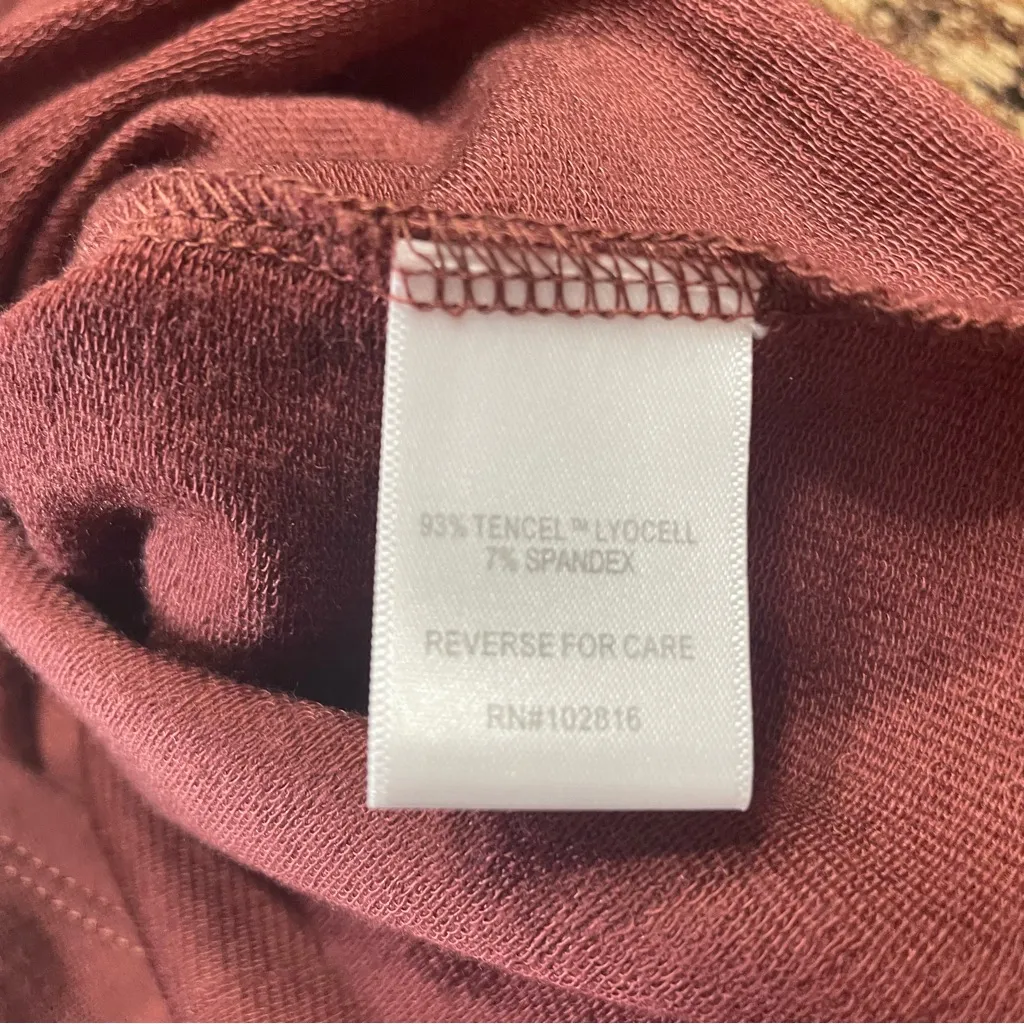 93% TENCEL™ LYOCELL
7% SPANDEX
REVERSE FOR CARE
RN#102816